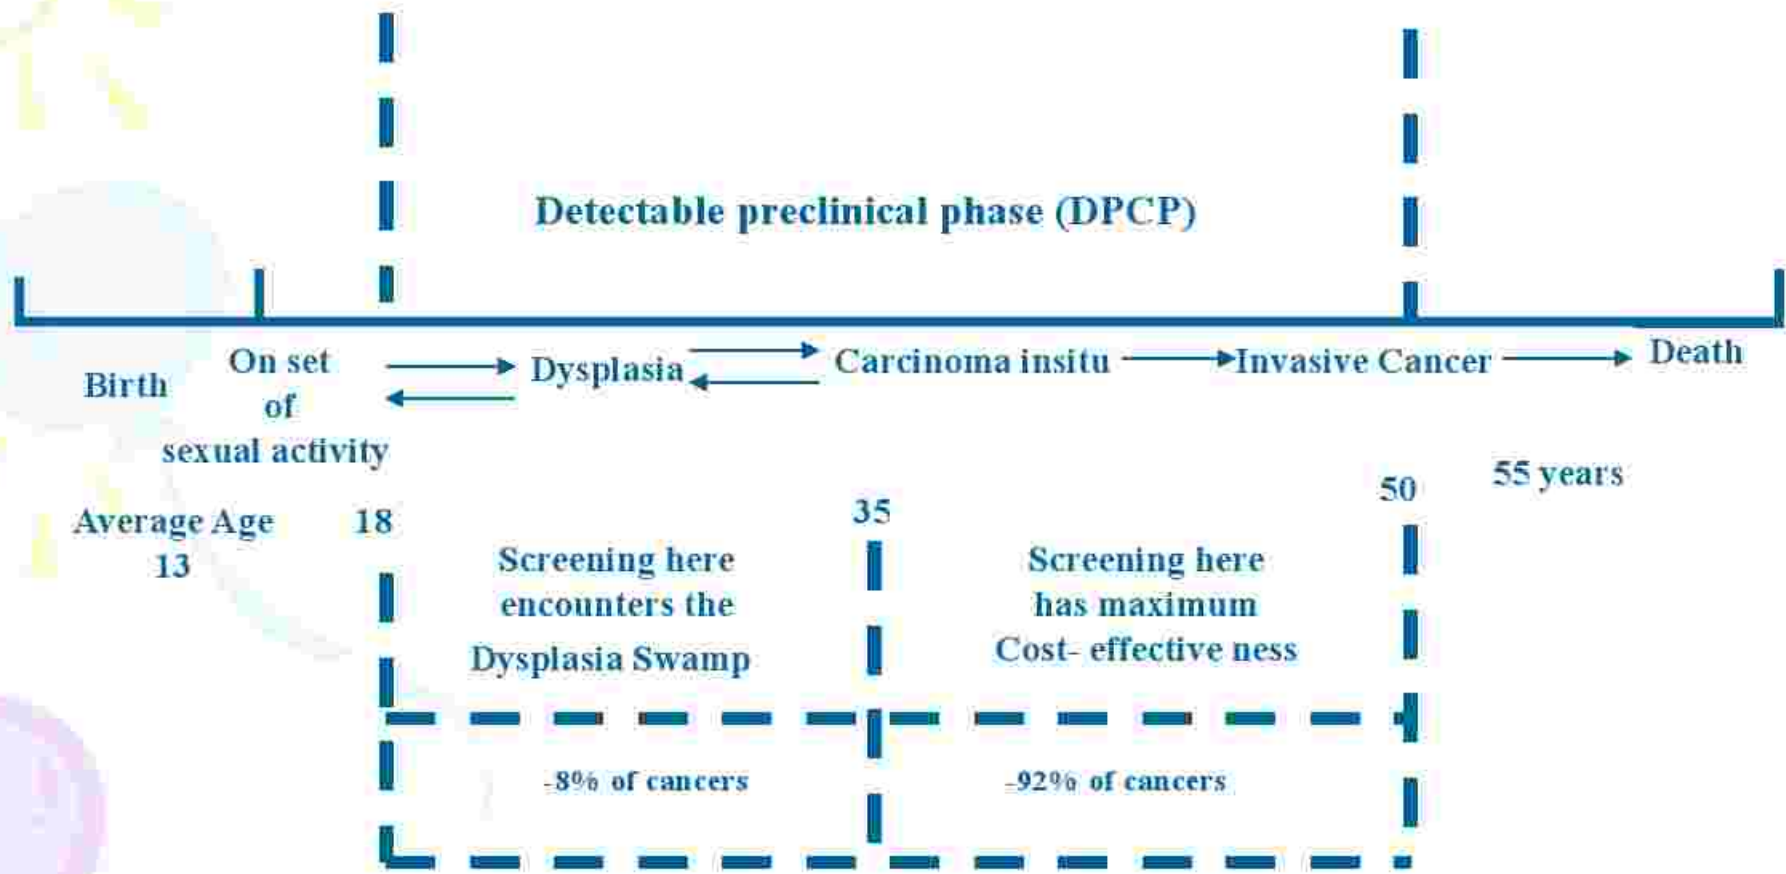 Detectable preclinical phase (DPCP)
Birth
On set
of
sexual activity
Dysplasia
Carcinoma insitu
Invasive Cancer
Death
Average Age
13
18
35
50
55 years
Screening here
encounters the
Dysplasia Swamp
Screening here
has maximum
Cost- effective ness
-8% of cancers
-92% of cancers